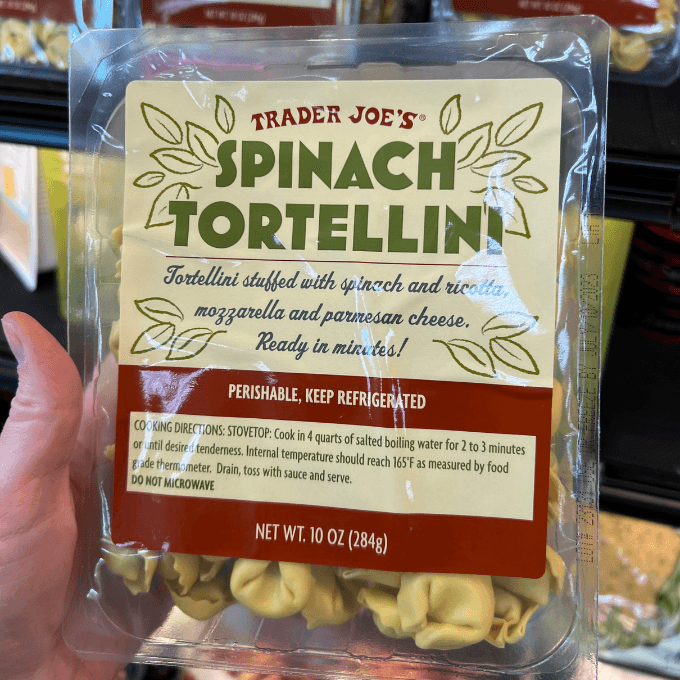 TRADER JOE'S®
SPINACH
TORTELLINI
Tortellini stuffed with spinach and ricotta,
mozzarella and parmesan cheese.
Ready in minutes!
PERISHABLE, KEEP REFRIGERATED
COOKING DIRECTIONS: STOVETOP: Cook in 4 quarts of salted boiling water for 2 to 3 minutes
or until desired tenderness. Internal temperature should reach 165°F as measured by food
grade thermometer. Drain, toss with sauce and serve.
DO NOT MICROWAVE
NET WT. 10 OZ (284g)